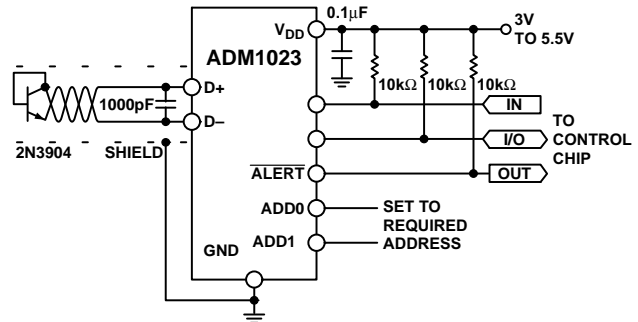 0.1μF
3V
TO 5.5V
VDD
ADM1023
D+
10kΩ 10kΩ 10kΩ
1000pF
IN
D–
TO
CONTROL
CHIP
I/O
2N3904
SHIELD
ALERT
OUT
ADD0
SET TO
REQUIRED
ADDRESS
GND
ADD1